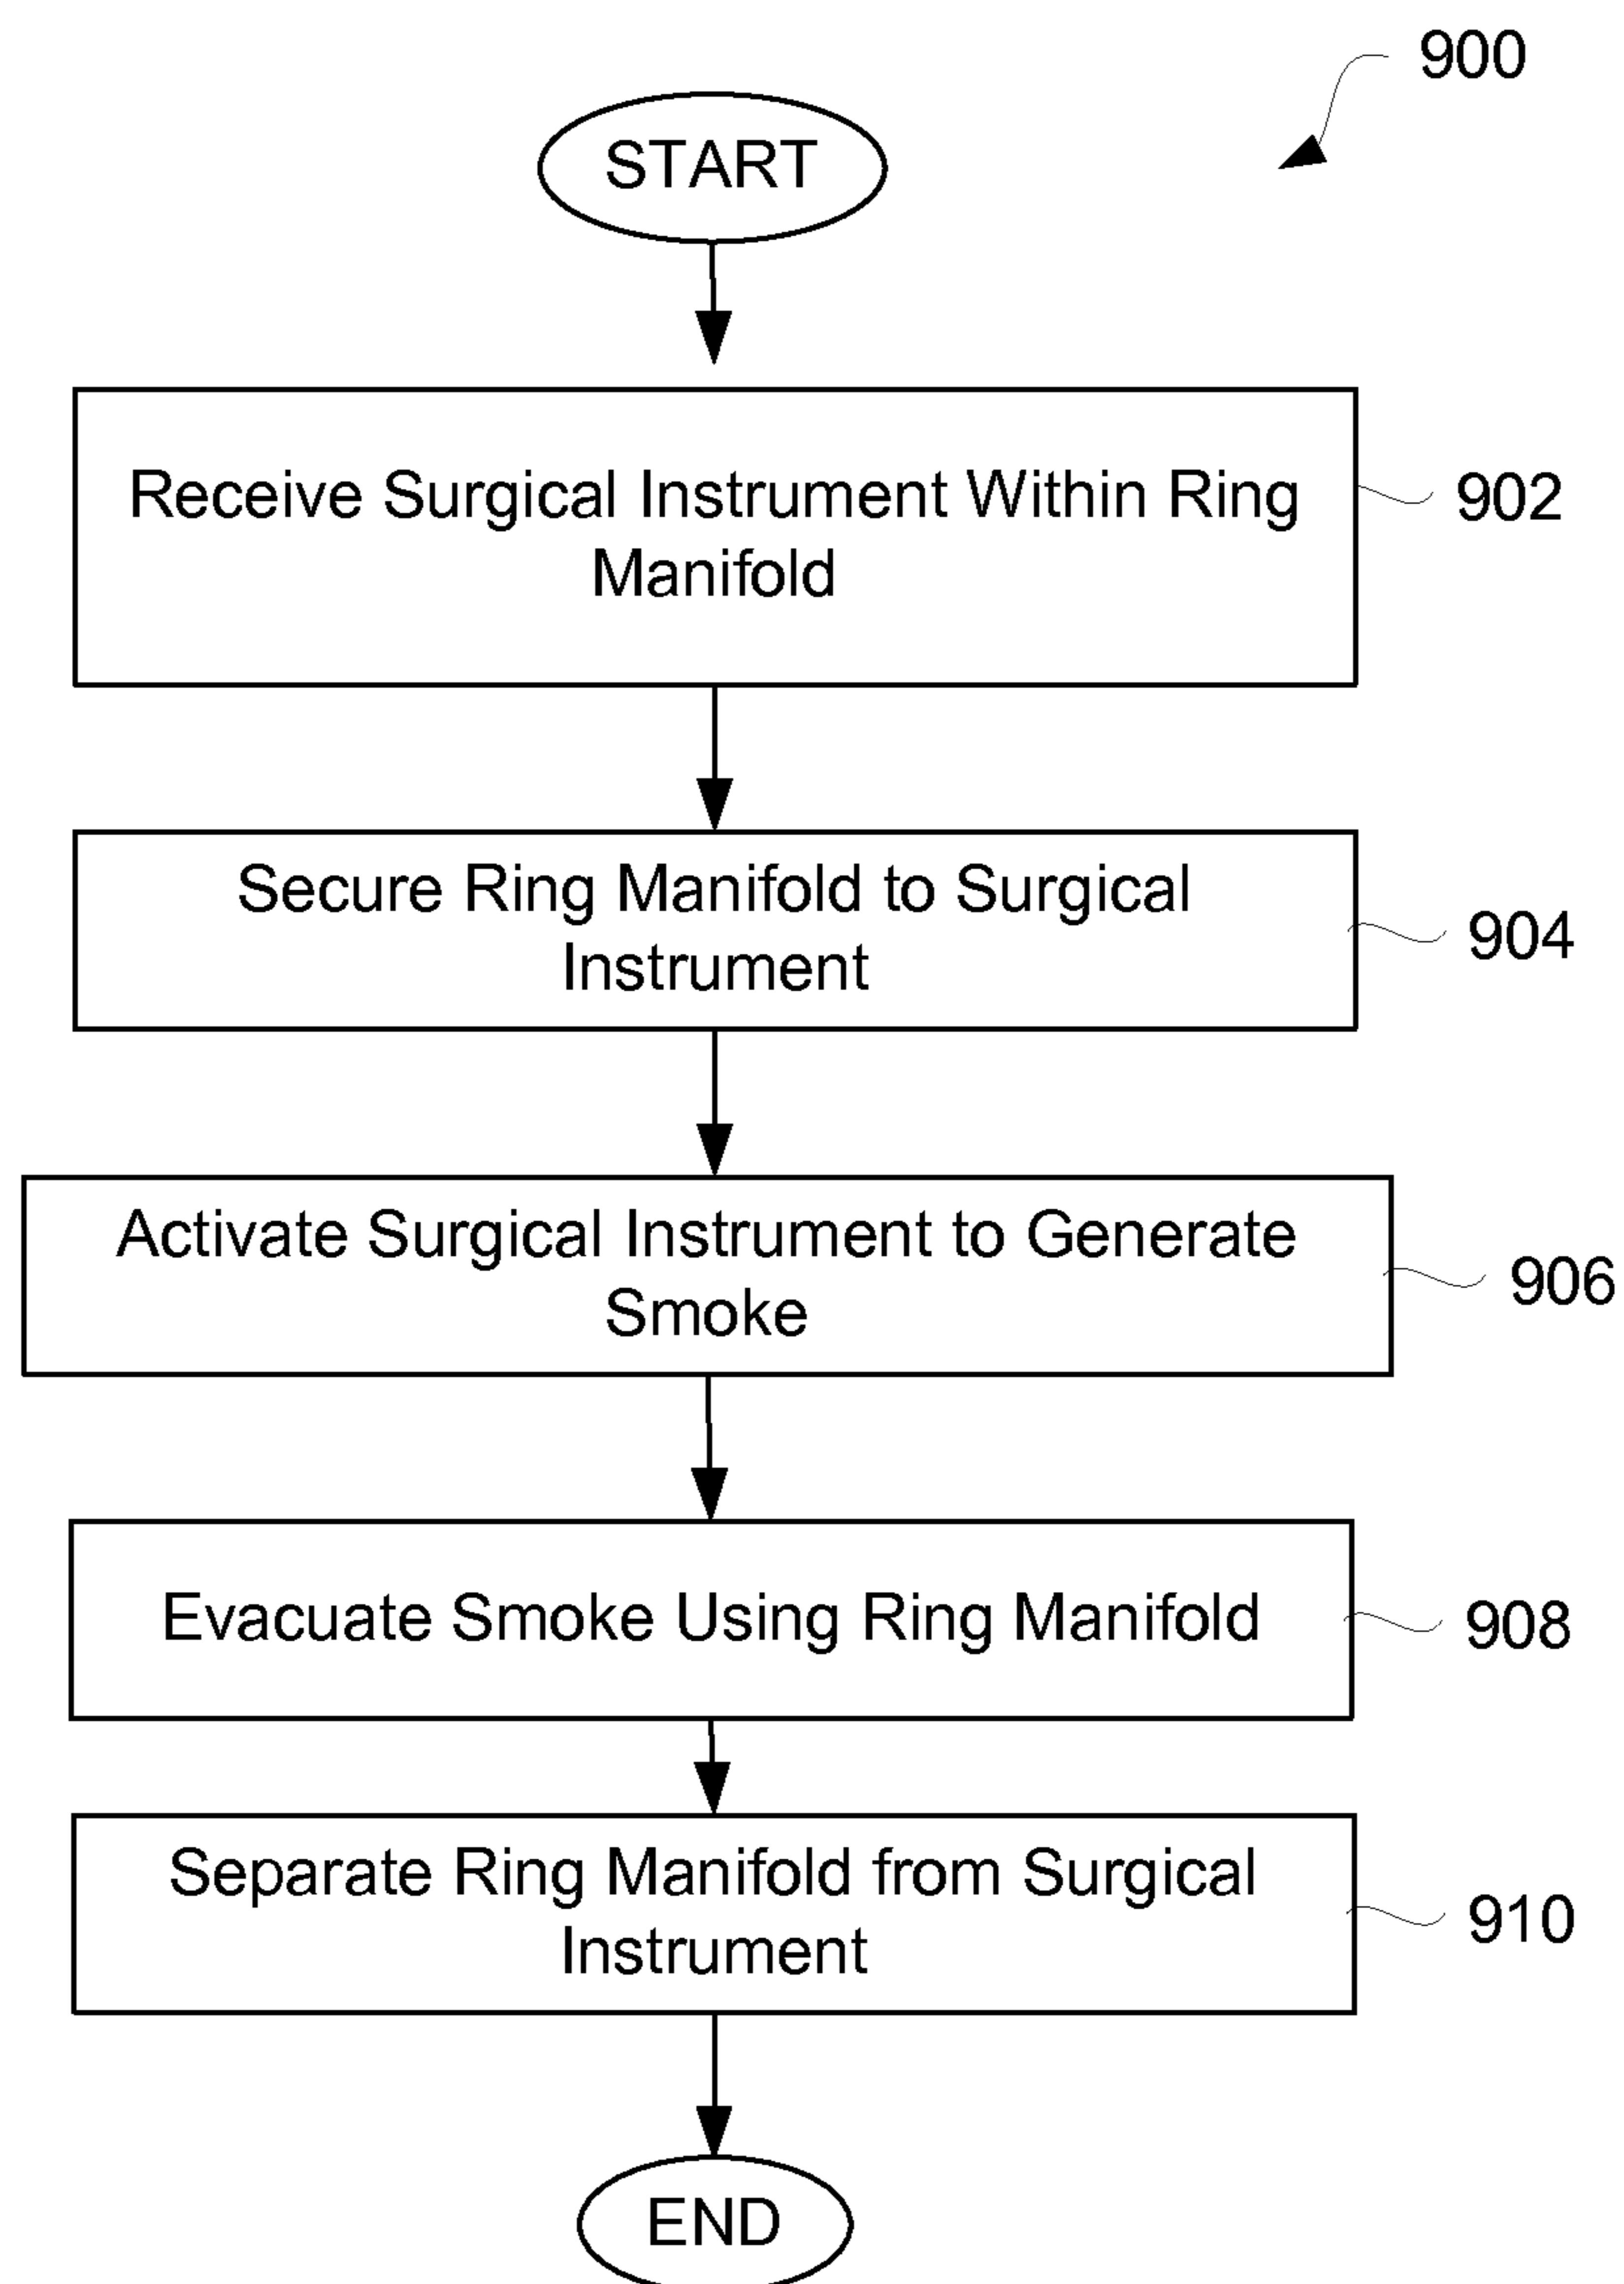 900
START
Receive Surgical Instrument Within Ring
Manifold
902
Secure Ring Manifold to Surgical
Instrument
904
Activate Surgical Instrument to Generate
Smoke
906
Evacuate Smoke Using Ring Manifold
908
Separate Ring Manifold from Surgical
Instrument
910
END